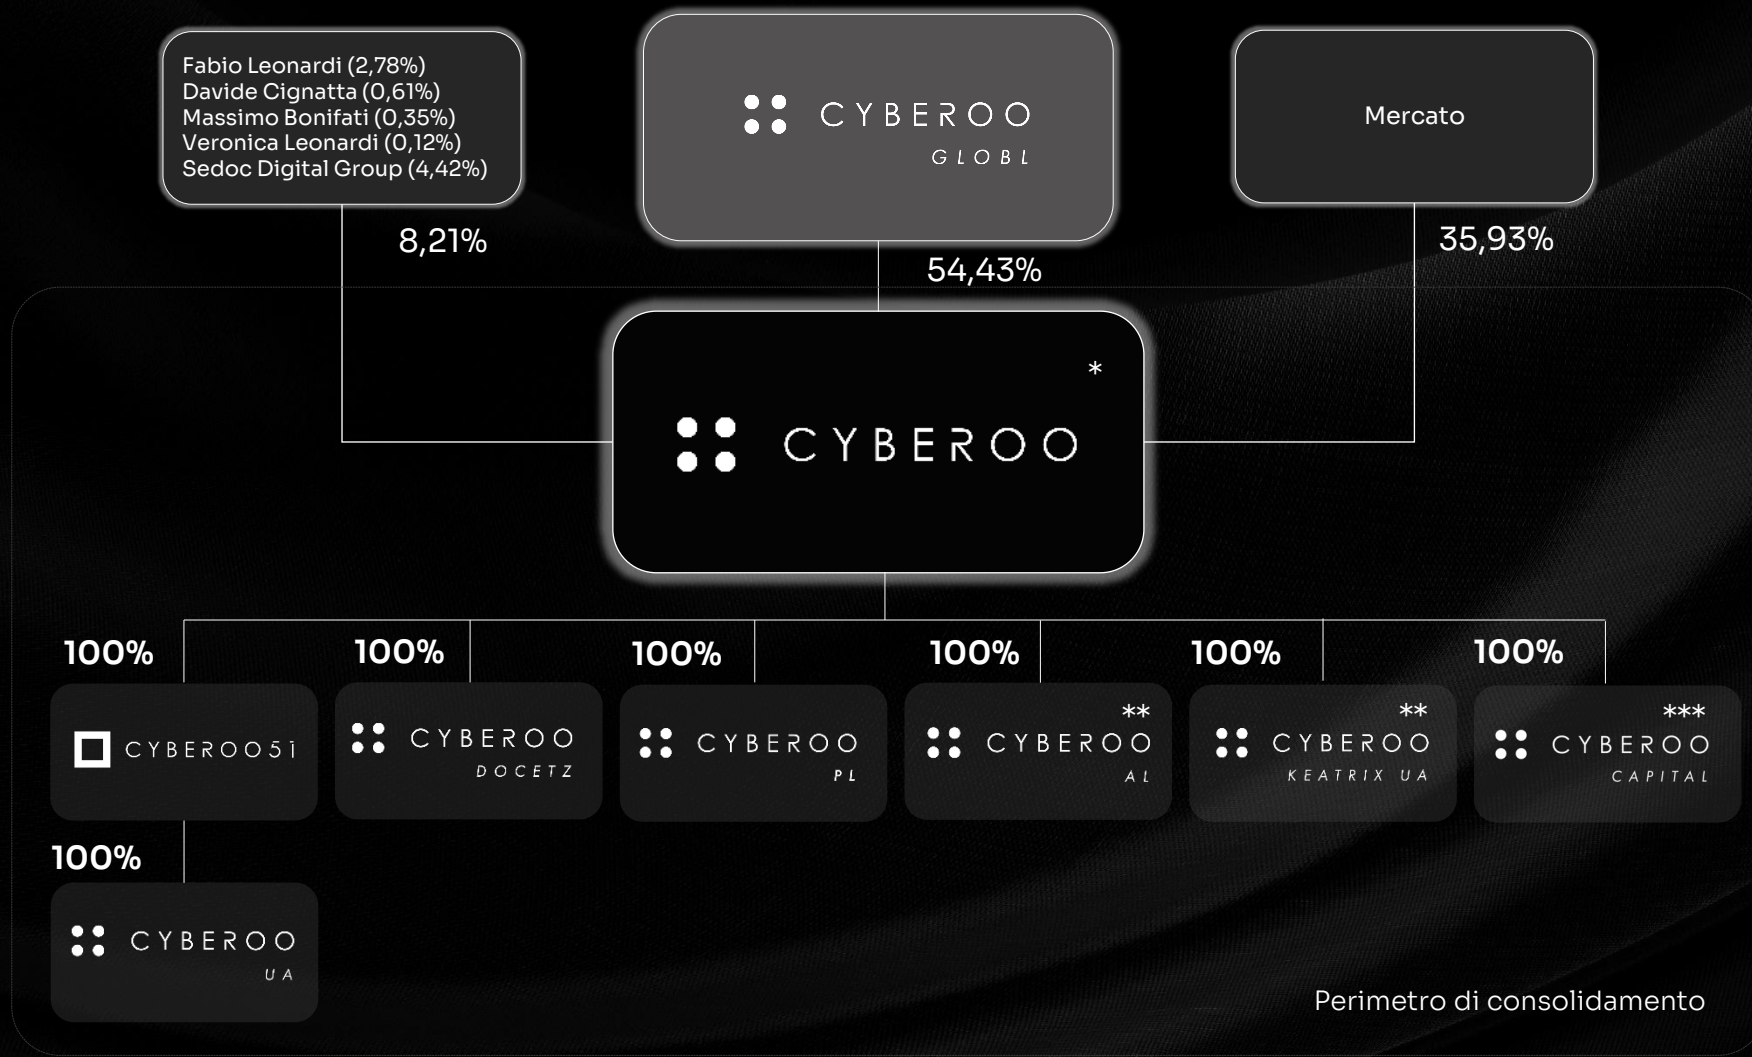 Fabio Leonardi (2,78%)
Davide Cignatta (0,61%)
Massimo Bonifati (0,35%)
Veronica Leonardi (0,12%)
Sedoc Digital Group (4,42%)
CYBEROO
GLOBL
Mercato
8,21%
54,43%
35,93%
*
CYBEROO
100%
100%
100%
100%
100%
100%
CYBEROO51
CYBEROO
DOCETZ
CYBEROO
PL
**
CYBEROO
AL
**
CYBEROO
KEATRIX UA
***
CYBEROO
CAPITAL
100%
CYBEROO
UA
Perimetro di consolidamento